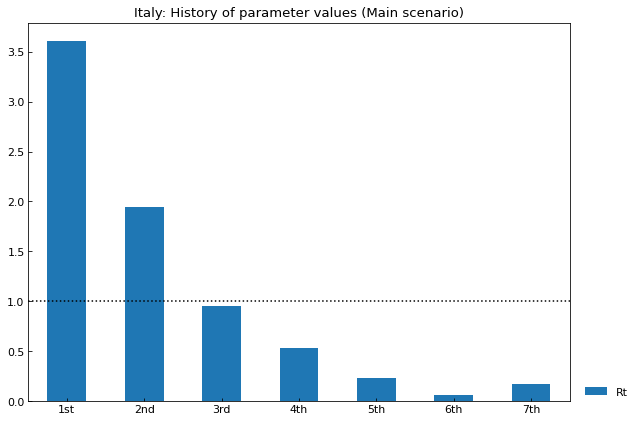 Italy: History of parameter values (Main scenario)
3.5
3.0
2.5
2.0
1.5
1.0
0.5
0.0
1st 2nd 3rd 4th 5th 6th 7th
Rt